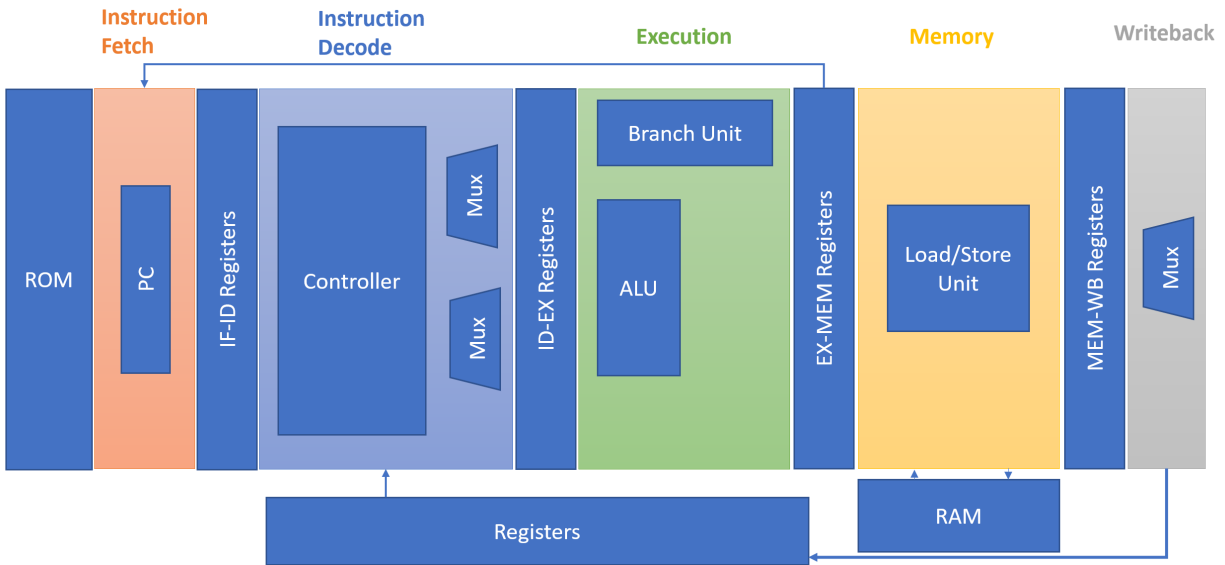 Instruction
Fetch
Instruction
Decode
Execution
Memory
Writeback
ROM
PC
IF-ID Registers
Controller
Mux
Mux
ID-EX Registers
Branch Unit
ALU
EX-MEM Registers
Load/Store
Unit
MEM-WB Registers
Mux
Registers
RAM